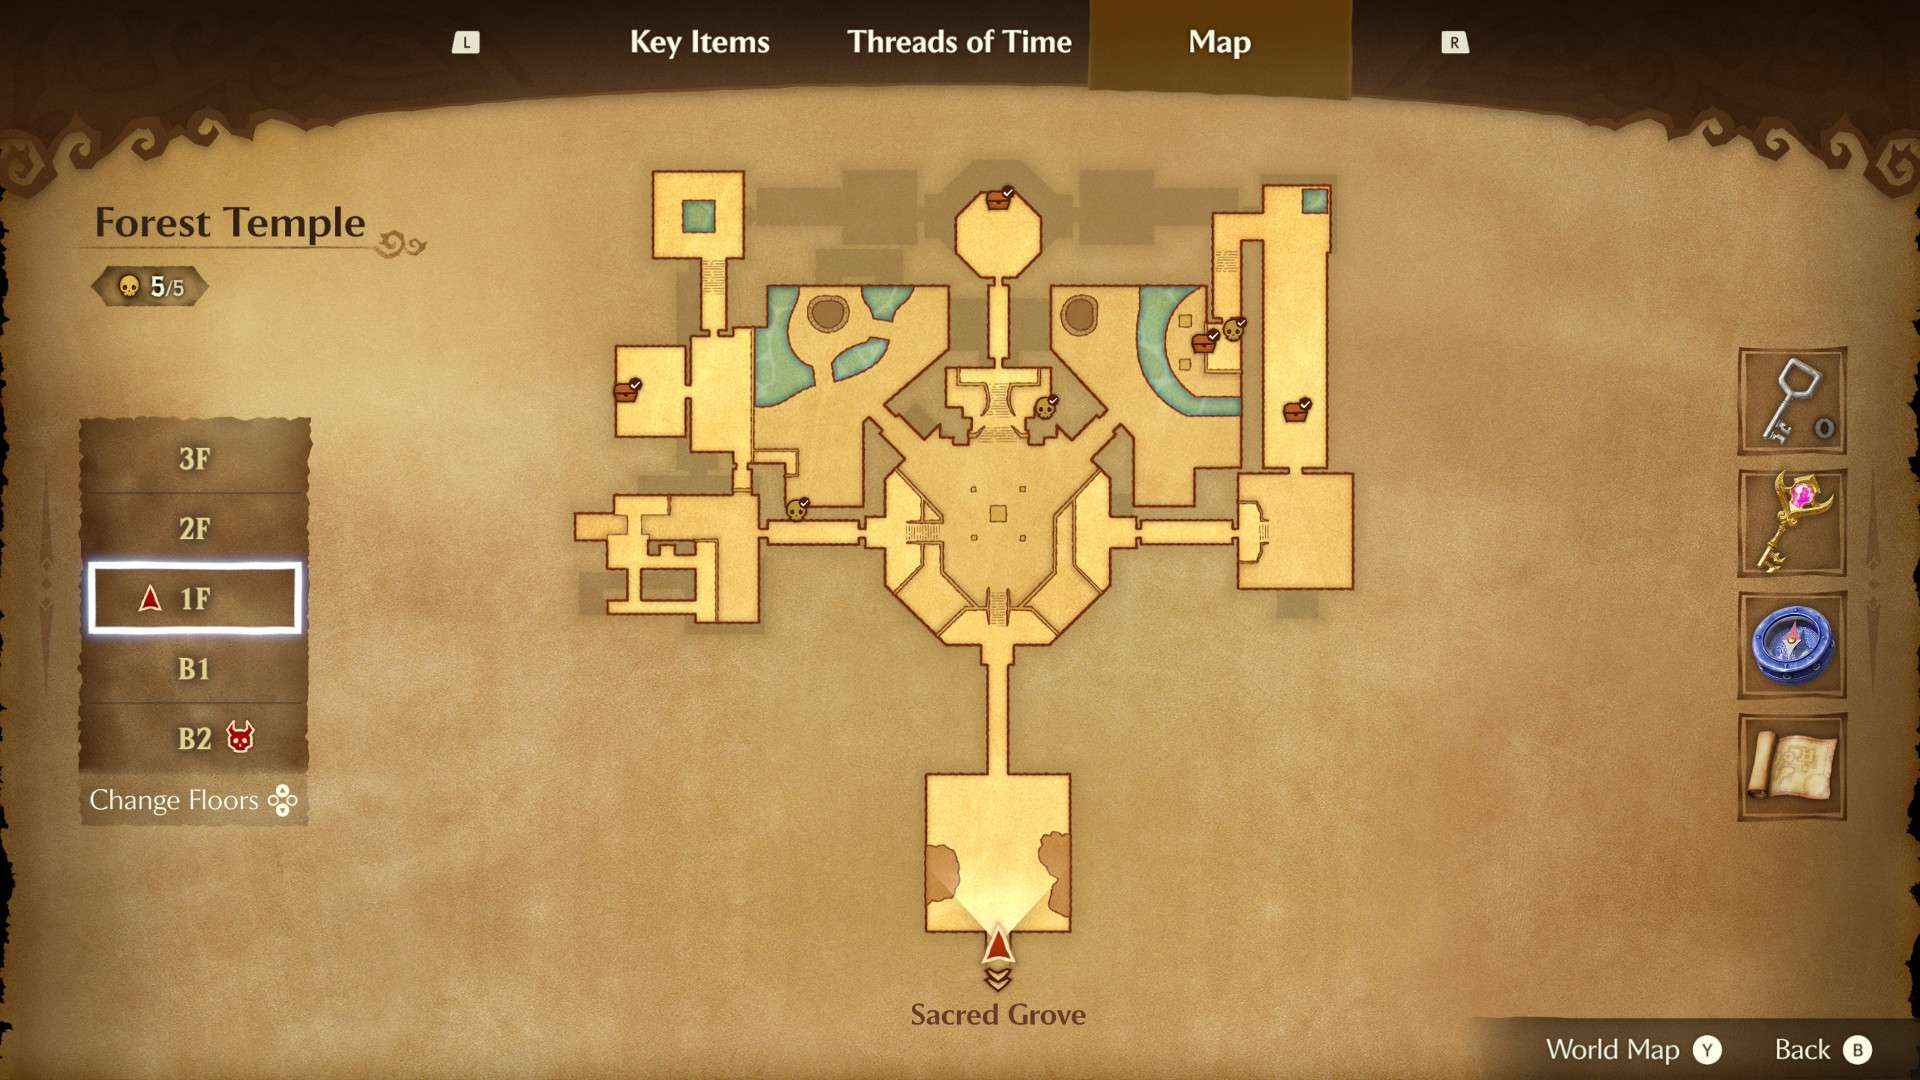 L Key Items Threads of Time Map R
Forest Temple
5/5
3F
2F
1F
B1
B2
Change Floors
0
Sacred Grove
World Map Y Back B